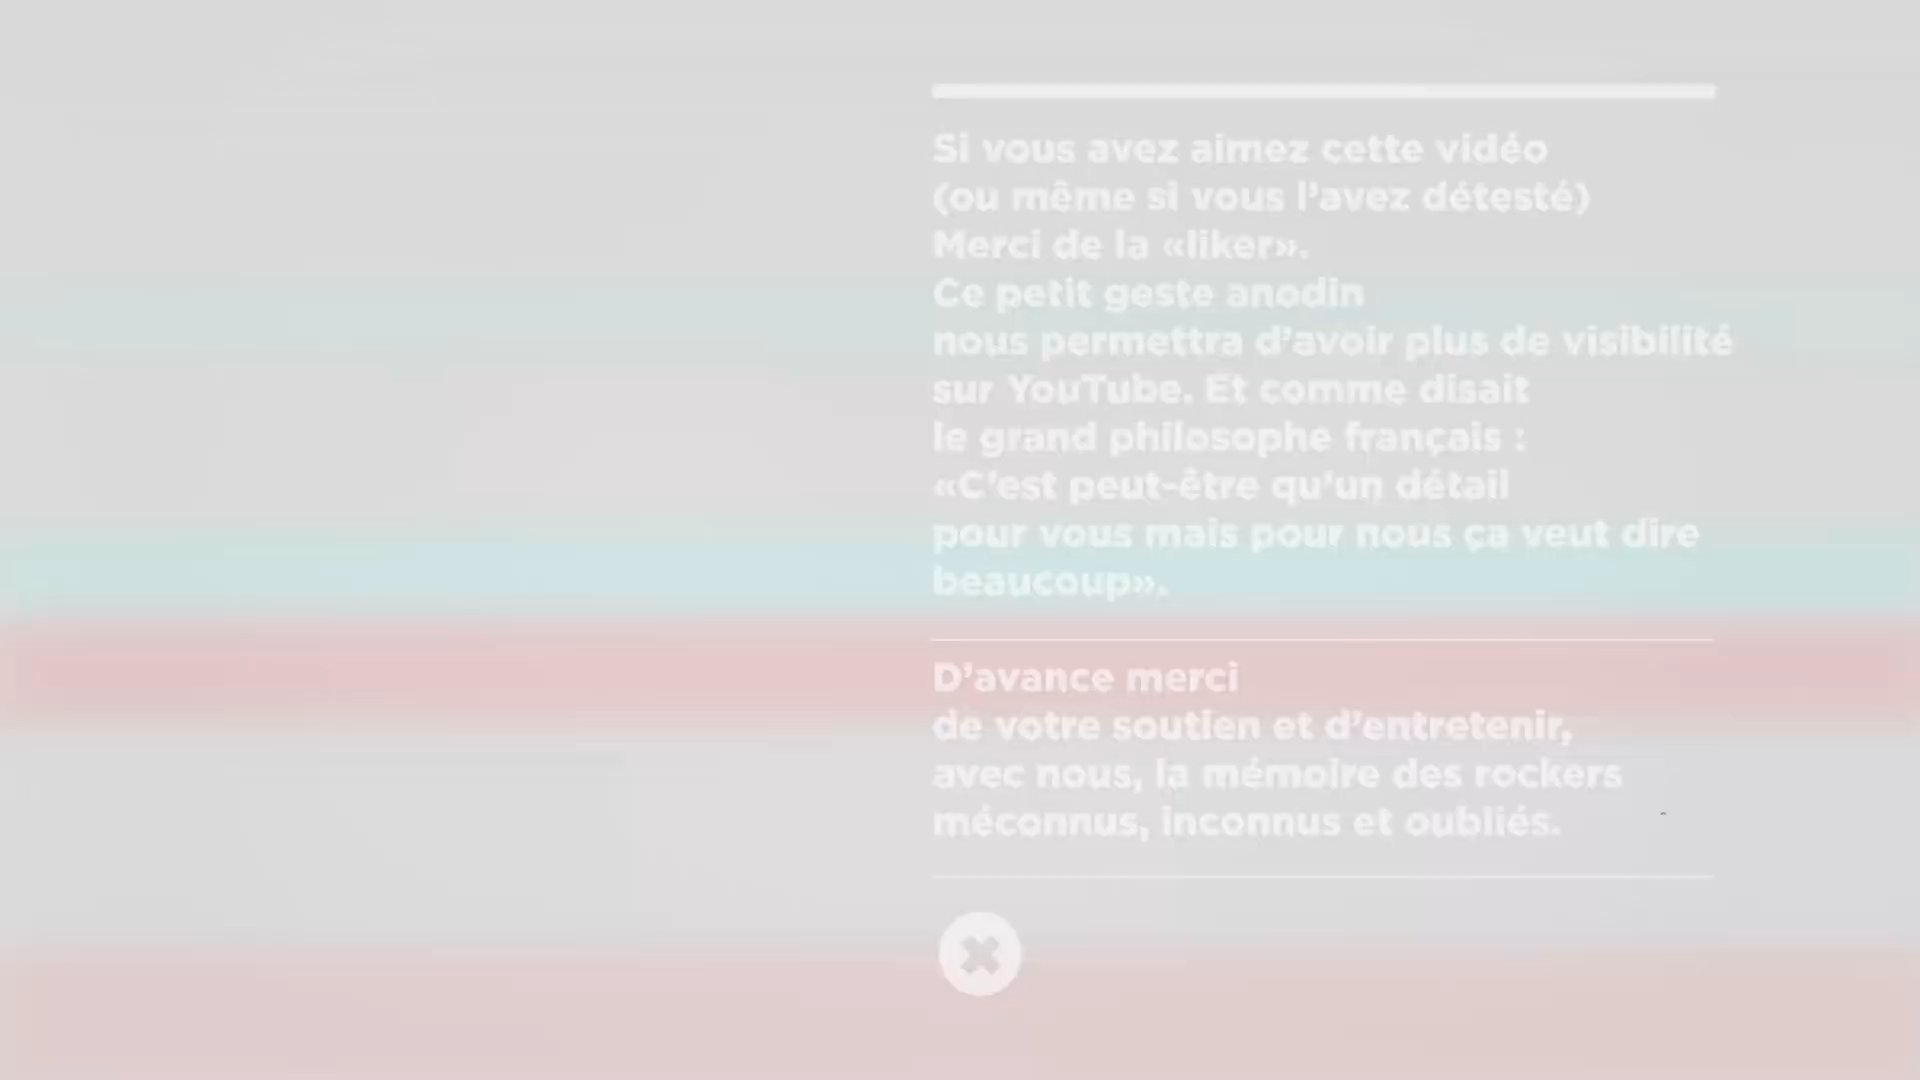 Si vous avez aimez cette vidéo
(ou même si vous l’avez détesté)
Merci de la «liker».
Ce petit geste anodin
nous permettra d’avoir plus de visibilité
sur YouTube. Et comme disait
le grand philosophe français :
«C’est peut-être qu’un détail
pour vous mais pour nous ça veut dire
beaucoup».
D’avance merci
de votre soutien et d’entretenir,
avec nous, la mémoire des rockers
méconnus, inconnus et oubliés.